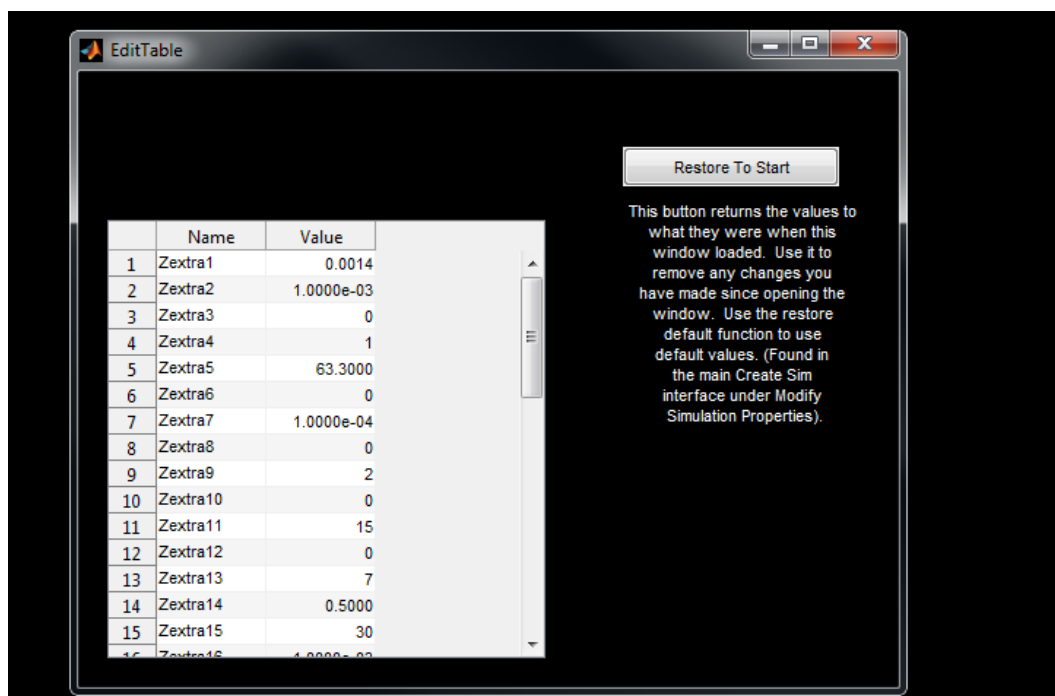 EditTable
Restore To Start
This button returns the values to
what they were when this
window loaded. Use it to
remove any changes you
have made since opening the
window. Use the restore
default function to use
default values. (Found in
the main Create Sim
interface under Modify
Simulation Properties).
Name Value
1 Zextra1 0.0014
2 Zextra2 1.0000e-03
3 Zextra3 0
4 Zextra4 1
5 Zextra5 63.3000
6 Zextra6 0
7 Zextra7 1.0000e-04
8 Zextra8 0
9 Zextra9 2
10 Zextra10 0
11 Zextra11 15
12 Zextra12 0
13 Zextra13 7
14 Zextra14 0.5000
15 Zextra15 30
16 Zextra16